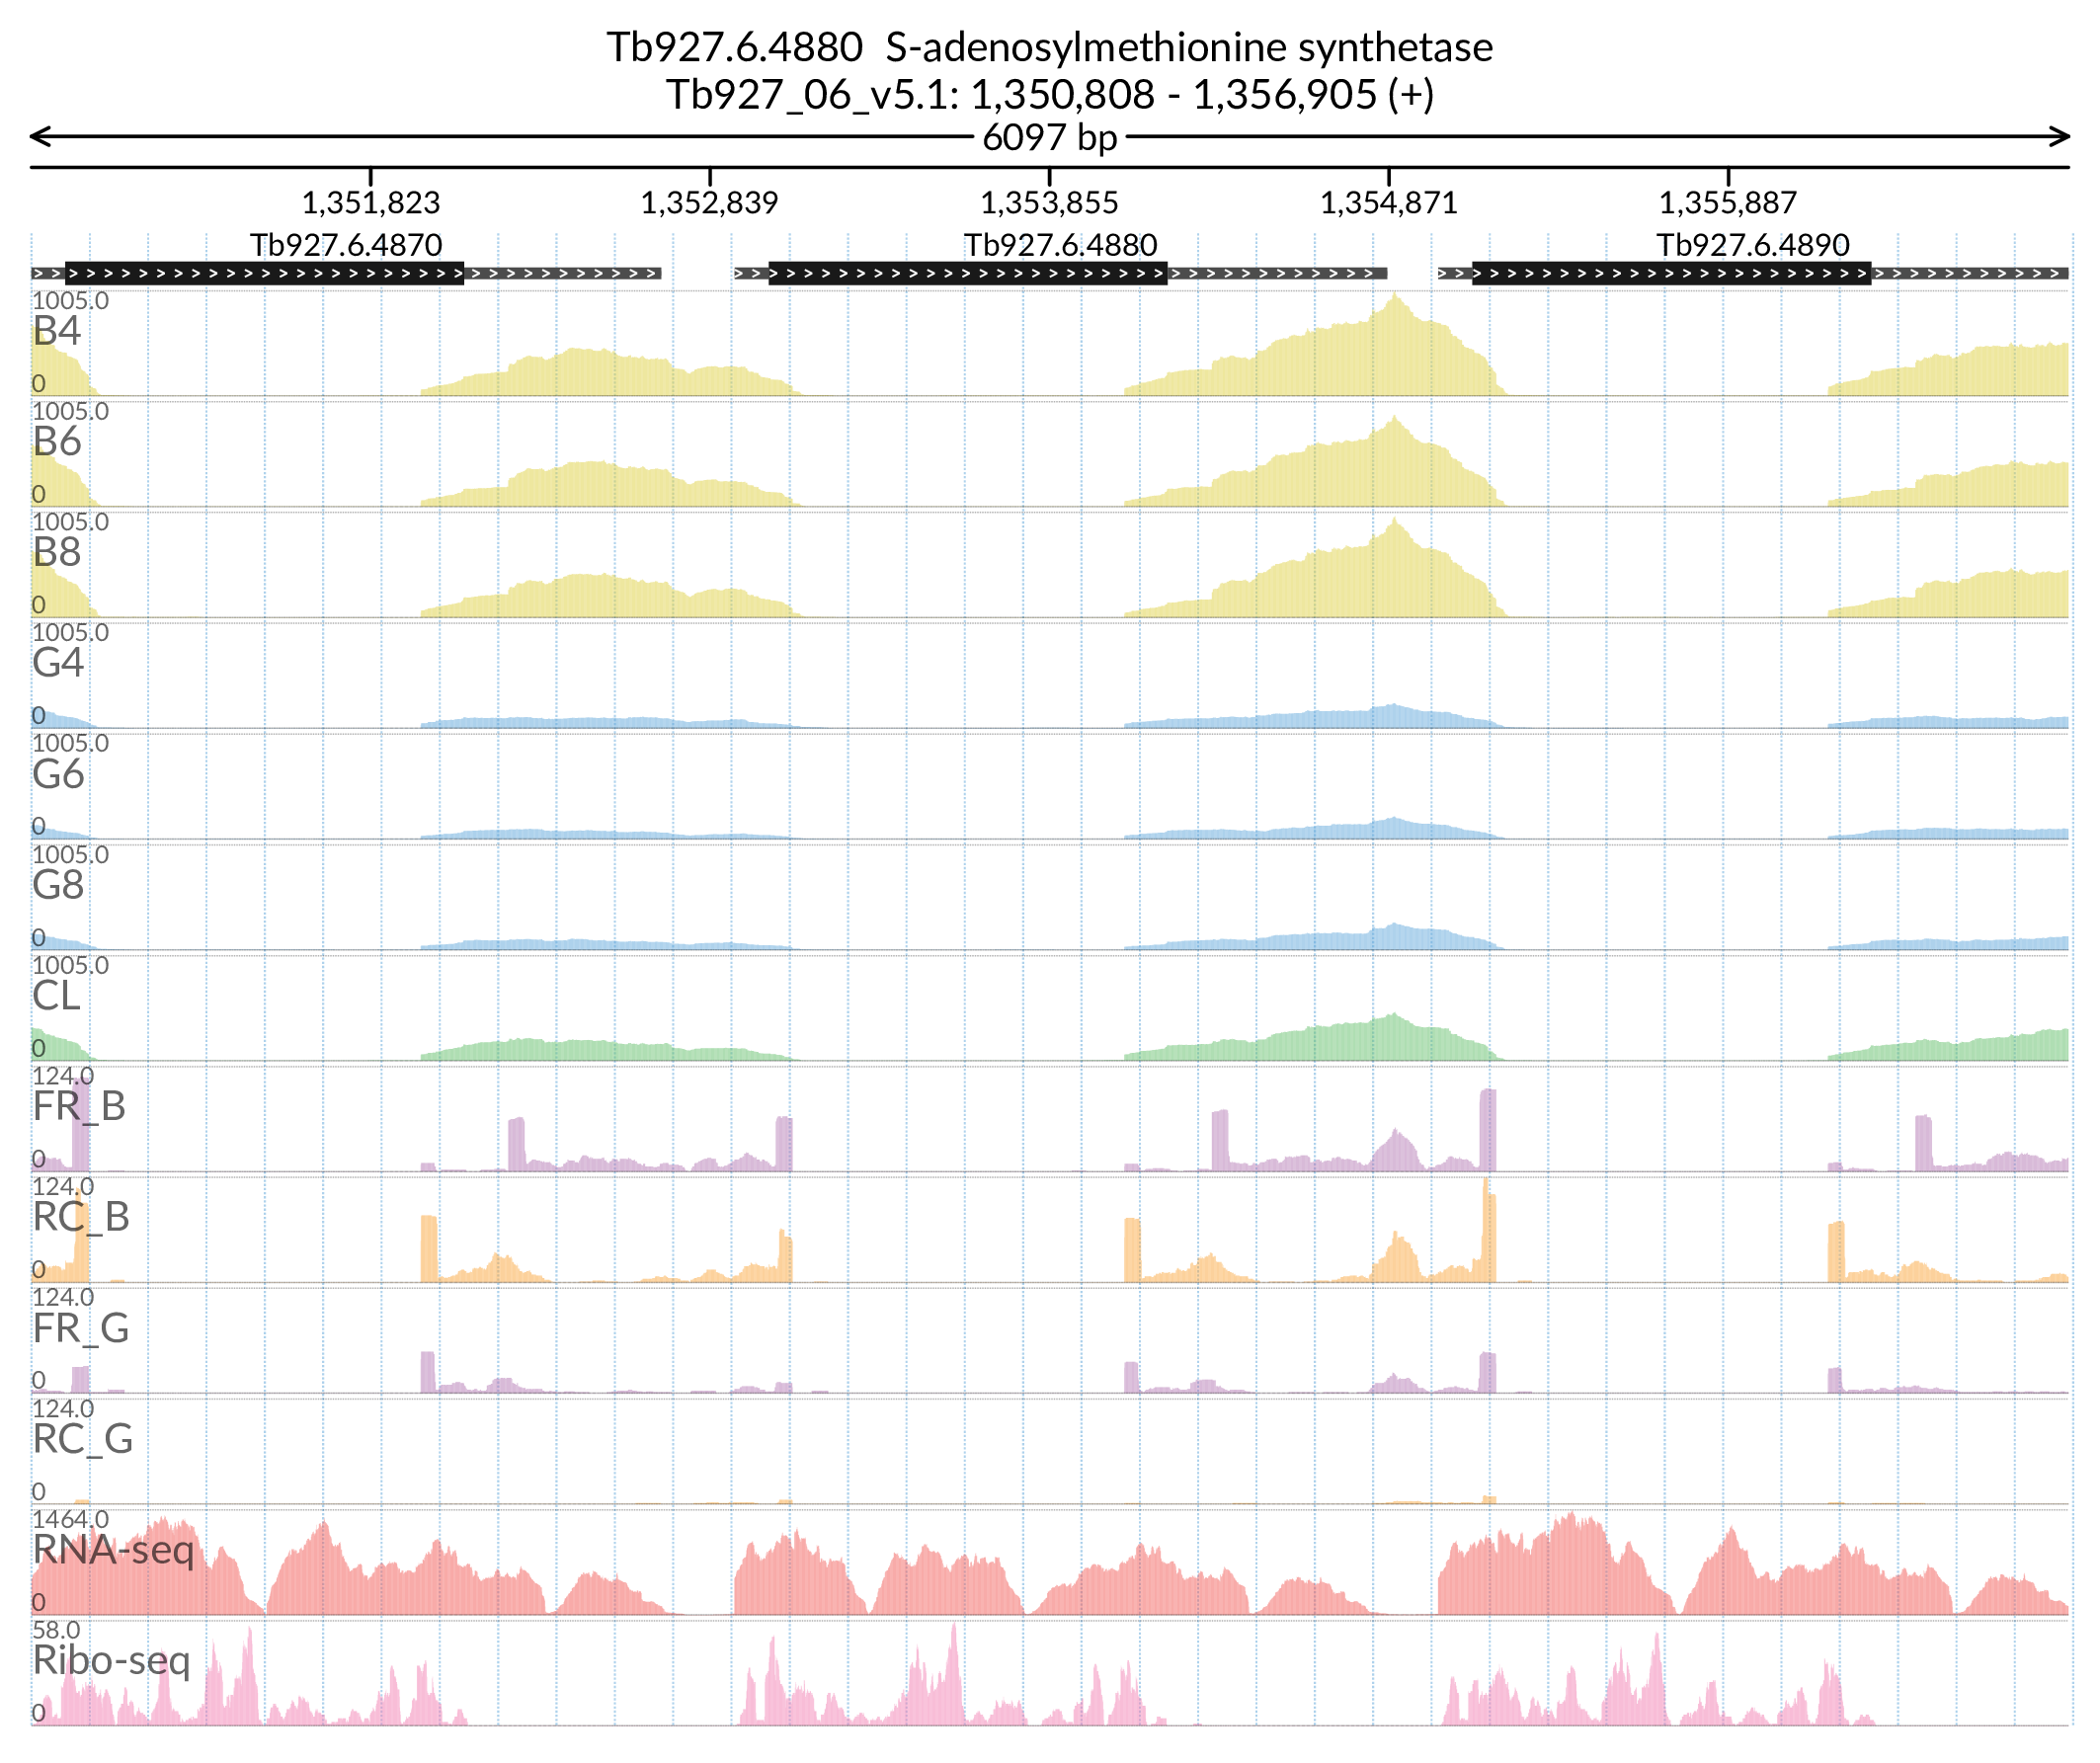 Tb927.6.4880  S-adenosylmethionine synthetase
Tb927_06_v5.1: 1,350,808 - 1,356,905 (+)
6097 bp
1,351,823 1,352,839 1,353,855 1,354,871 1,355,887
Tb927.6.4870 Tb927.6.4880 Tb927.6.4890
1005.0
B4
0
1005.0
B6
0
1005.0
B8
0
1005.0
G4
0
1005.0
G6
0
1005.0
G8
0
1005.0
CL
0
124.0
FR_B
0
124.0
RC_B
0
124.0
FR_G
0
124.0
RC_G
0
1464.0
RNA-seq
0
58.0
Ribo-seq
0